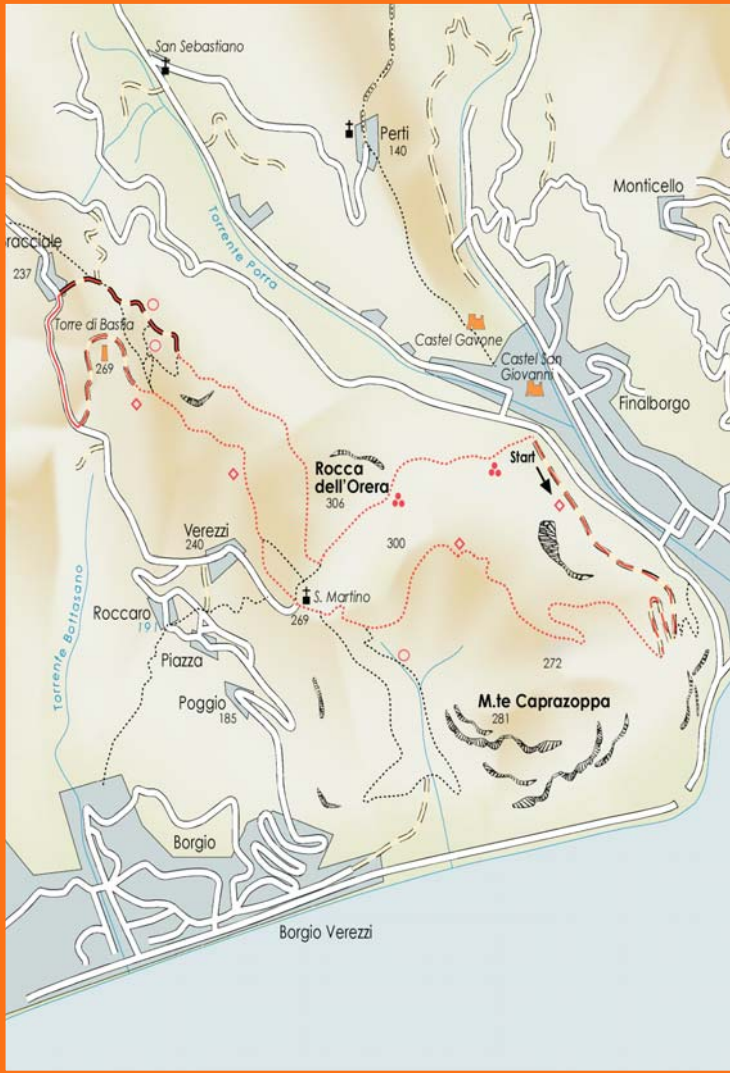 San Sebastiano
Perti
140
Monticello
Torrente Porra
racciale
237
Torre di Bastia
269
Castel Gavone
Castel San
Giovanni
Finalborgo
Start
Rocca
dell'Orera
306
300
Verezzi
240
S. Martino
269
Roccaro
191
Piazza
272
Torrente Bottasano
Poggio
185
M.te Caprazoppa
281
Borgio
Borgio Verezzi